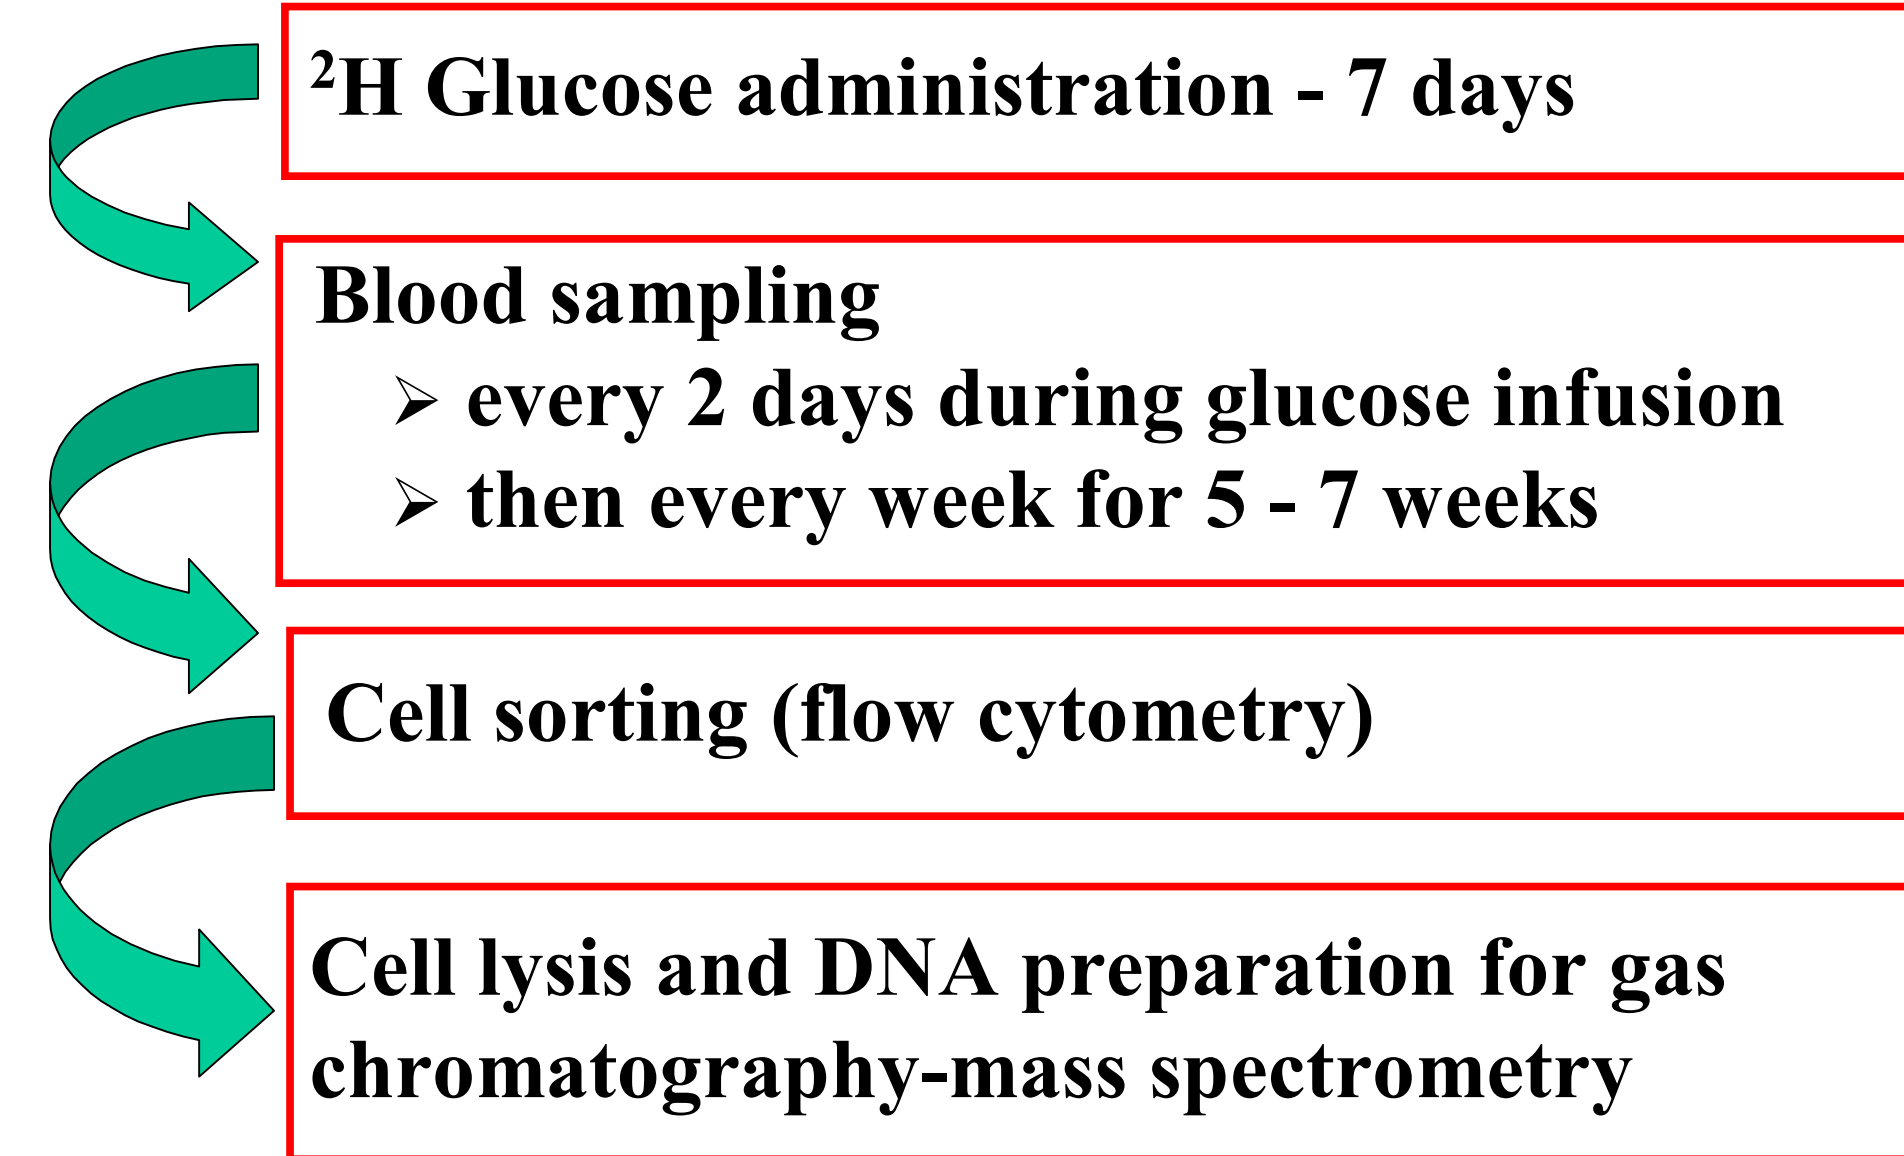 ²H Glucose administration - 7 days
Blood sampling
➢ every 2 days during glucose infusion
➢ then every week for 5 - 7 weeks
Cell sorting (flow cytometry)
Cell lysis and DNA preparation for gas
chromatography-mass spectrometry